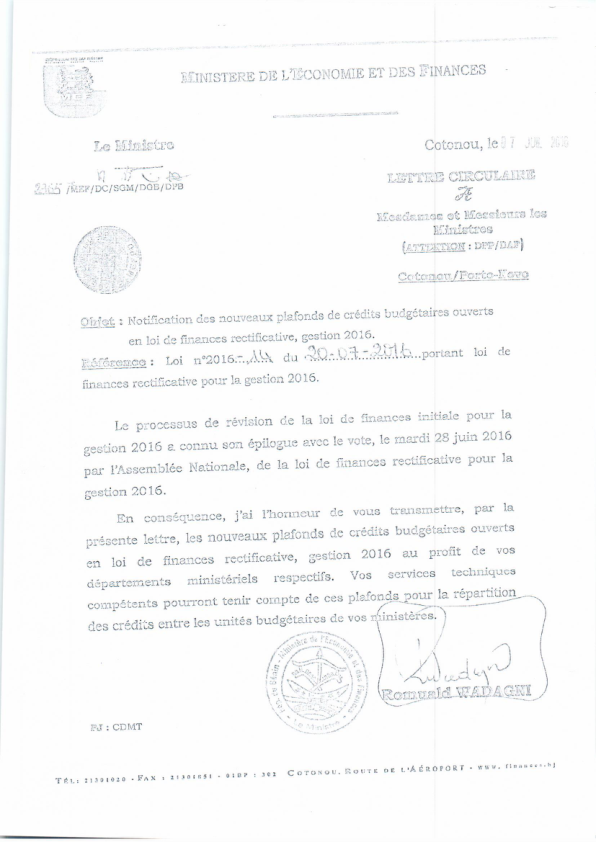 MINISTERE DE L'ECONOMIE ET DES FINANCES
Le Ministre
Cotonou, le
/MEF/DC/SGM/DGB/DPB
LETTRE CIRCULAIRE
Mesdames et Messieurs les
Ministres
(ATTENTION : DPP/DAF)
Cotonou/Porto-Novo
Objet : Notification des nouveaux plafonds de crédits budgétaires ouverts
en loi de finances rectificative, gestion 2016.
Référence : Loi n°2016-14 du 20-07-2016 portant loi de
finances rectificative pour la gestion 2016.
Le processus de révision de la loi de finances initiale pour la
gestion 2016 a connu son épilogue avec le vote, le mardi 28 juin 2016
par l'Assemblée Nationale, de la loi de finances rectificative pour la
gestion 2016.
En conséquence, j'ai l'honneur de vous transmettre, par la
présente lettre, les nouveaux plafonds de crédits budgétaires ouverts
en loi de finances rectificative, gestion 2016 au profit de vos
départements ministériels respectifs. Vos services techniques
compétents pourront tenir compte de ces plafonds pour la répartition
des crédits entre les unités budgétaires de vos ministères.
Romuald WADAGNI
PJ : CDMT
TÉL: 21301020 - FAX : 21301851 - 01BP : 302 COTONOU. ROUTE DE L'AÉROPORT - www. finances.bj